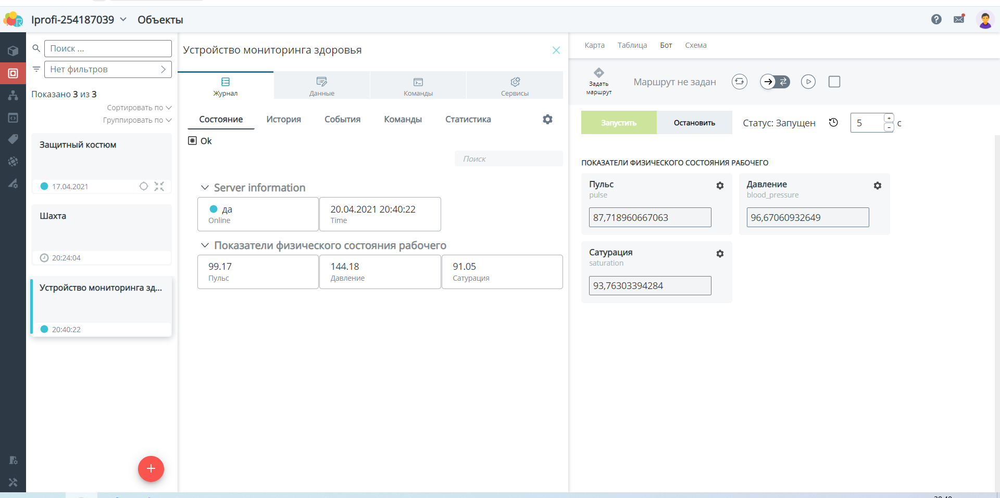 Iprofi-254187039
Объекты
Поиск ...
Нет фильтров
Показано 3 из 3
Сортировать по
Группировать по
Защитный костюм
17.04.2021
Шахта
20:24:04
Устройство мониторинга зд...
20:40:22
Устройство мониторинга здоровья
Журнал
Данные
Команды
Сервисы
Состояние
История
События
Команды
Статистика
Ok
Поиск
Server information
да
Online
20.04.2021 20:40:22
Time
Показатели физического состояния рабочего
99.17
Пульс
144.18
Давление
91.05
Сатурация
Карта
Таблица
Бот
Схема
Задать
маршрут
Маршрут не задан
Запустить
Остановить
Статус: Запущен
5
с
ПОКАЗАТЕЛИ ФИЗИЧЕСКОГО СОСТОЯНИЯ РАБОЧЕГО
Пульс
pulse
87,718960667063
Давление
blood_pressure
96,67060932649
Сатурация
saturation
93,76303394284